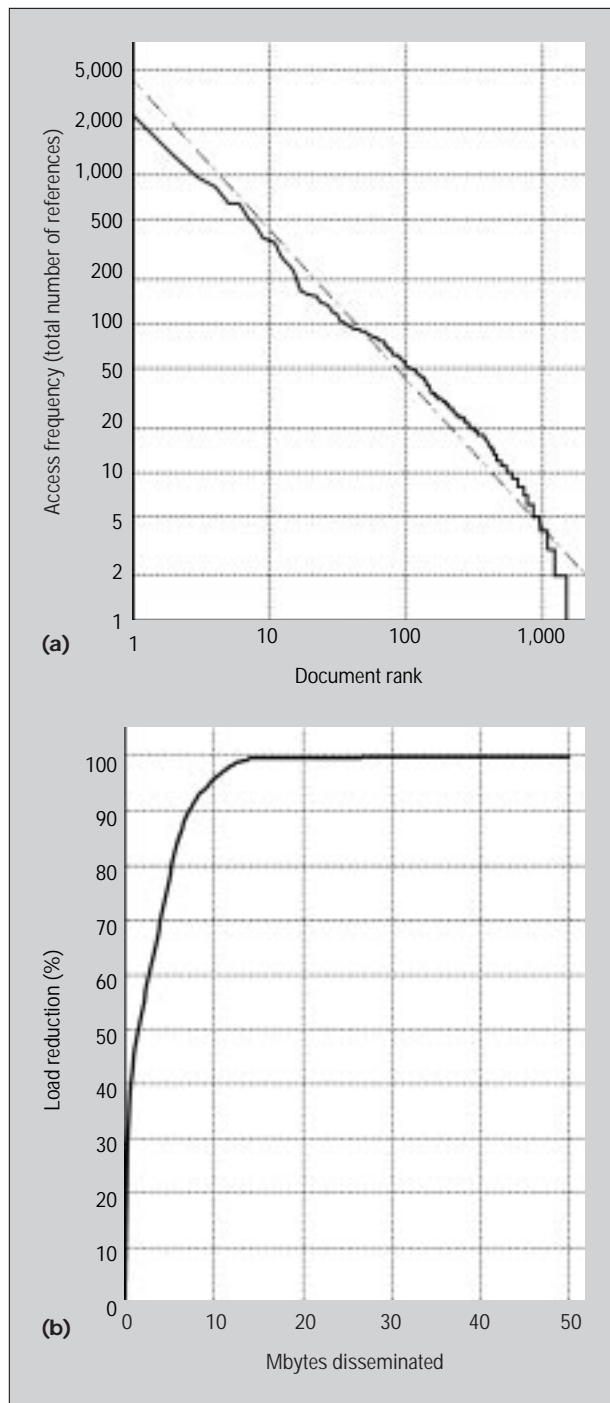 5,000
2,000
1,000
500
200
100
50
20
10
5
2
1
Access frequency (total number of references)
(a)
1 10 100 1,000
Document rank
100
90
80
70
60
50
40
30
20
10
0
Load reduction (%)
(b)
0 10 20 30 40 50
Mbytes disseminated